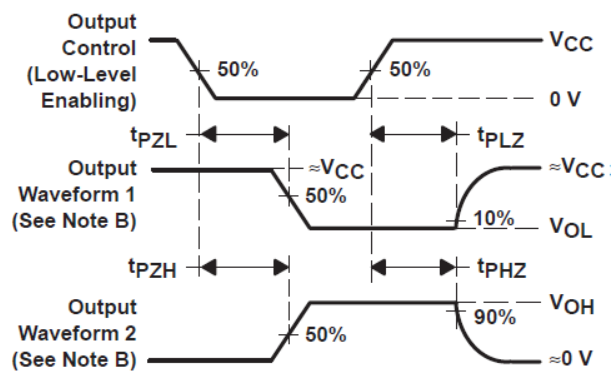 Output
Control
(Low-Level
Enabling)
50%
50%
VCC
0 V
tPZL
tPLZ
Output
Waveform 1
(See Note B)
≈VCC
50%
10%
≈VCC
VOL
tPZH
tPHZ
Output
Waveform 2
(See Note B)
50%
90%
VOH
≈0 V